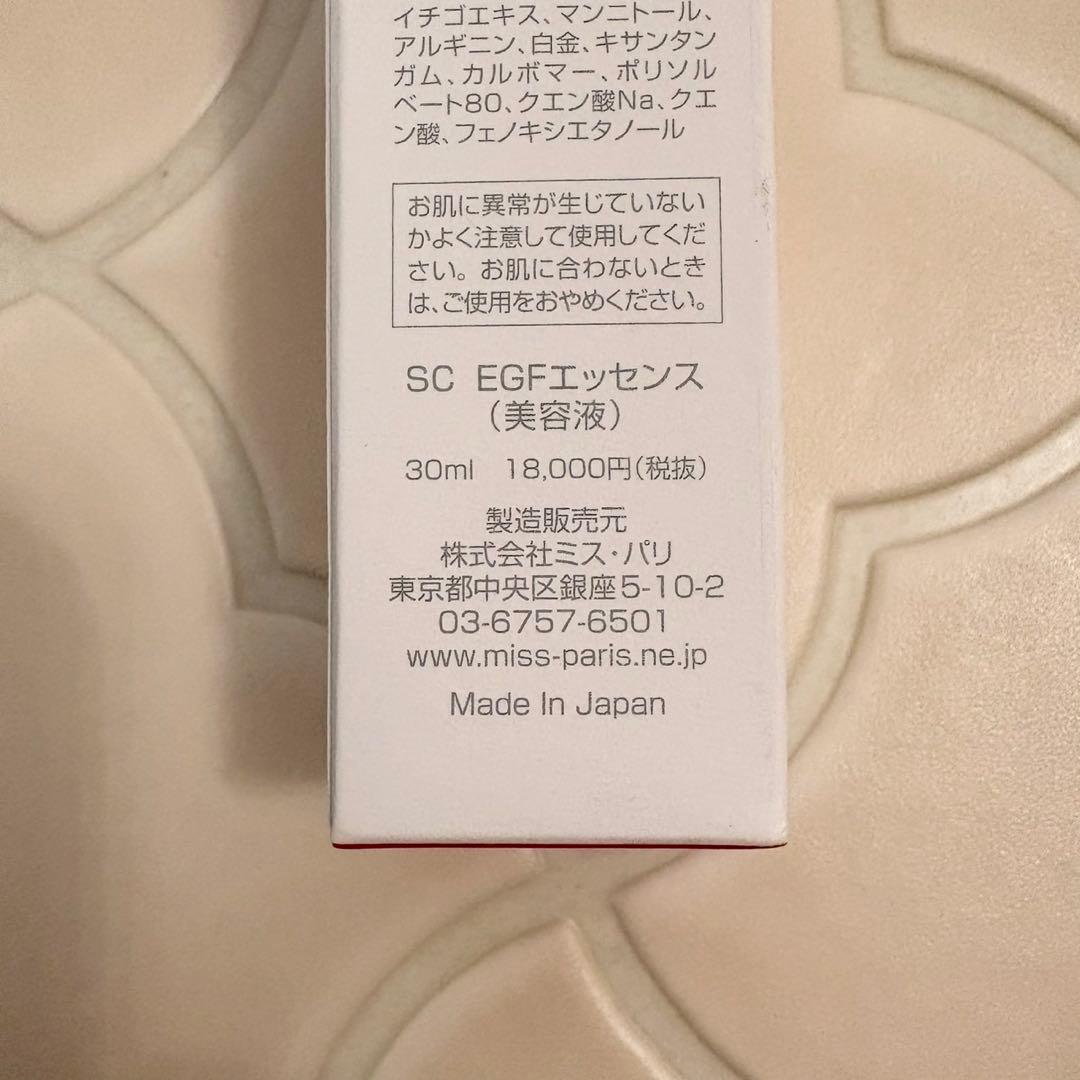 イチゴエキス、マンニトール、
アルギニン、白金、キサンタン
ガム、カルボマー、ポリソル
ベート80、クエン酸Na、クエ
ン酸、フェノキシエタノール
お肌に異常が生じていない
かよく注意して使用してくだ
さい。お肌に合わないとき
は、ご使用をおやめください。
SC EGFエッセンス
(美容液)
30ml 18,000円(税抜)
製造販売元
株式会社ミス・パリ
東京都中央区銀座5-10-2
03-6757-6501
www.miss-paris.ne.jp
Made In Japan